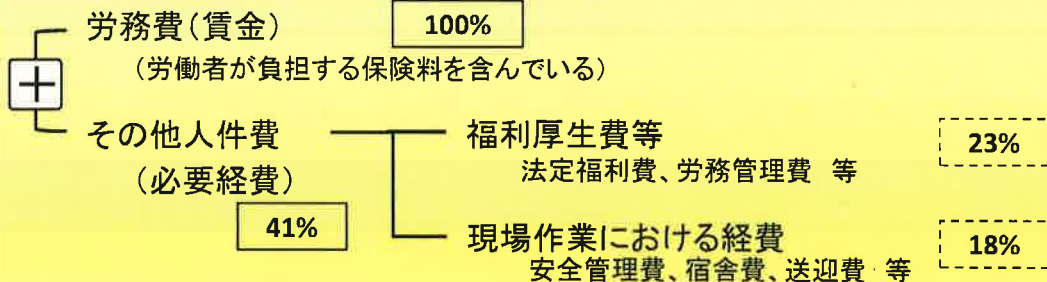 労務費（賃金） 100%
（労働者が負担する保険料を含んでいる）
＋
その他人件費 福利厚生費等 23%
（必要経費） 法定福利費、労務管理費 等
41%
現場作業における経費 18%
安全管理費、宿舎費、送迎費 等